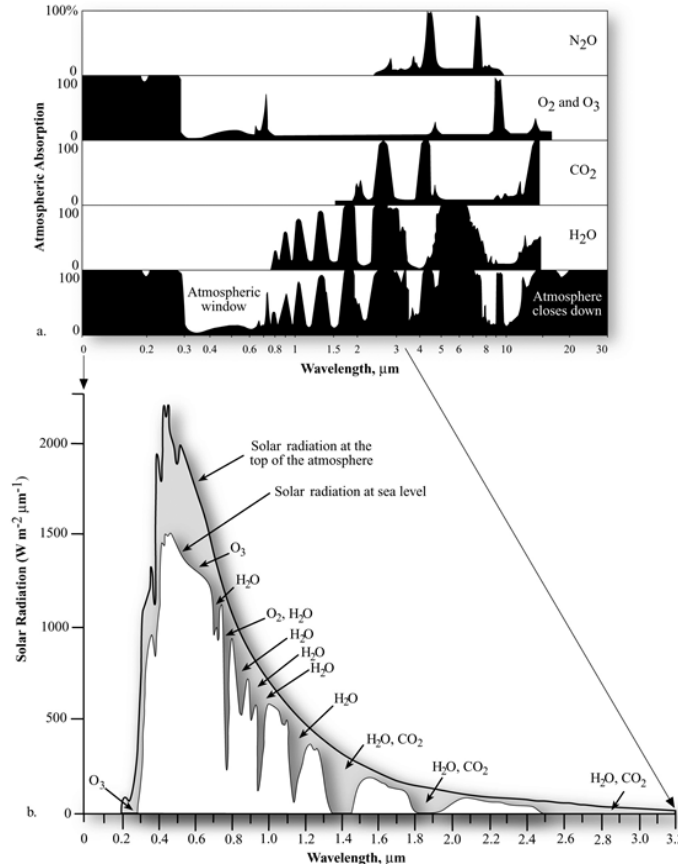 100%
0
N2O
100
0
O2 and O3
100
0
CO2
100
0
H2O
100
0
Atmospheric Absorption
Atmospheric
window
Atmosphere
closes down
a.
0 0.2 0.3 0.4 0.6 0.8 1 1.5 2 3 4 5 6 10 20 30
Wavelength, µm
2000
1500
1000
500
0
Solar Radiation (W m-2 µm-1)
Solar radiation at the
top of the atmosphere
Solar radiation at sea level
O3
H2O
O2, H2O
H2O
H2O
H2O
H2O
H2O, CO2
H2O, CO2
H2O, CO2
O3
b.
0 0.2 0.4 0.6 0.8 1.0 1.2 1.4 1.6 1.8 2.0 2.2 2.4 2.6 2.8 3.0
Wavelength, µm